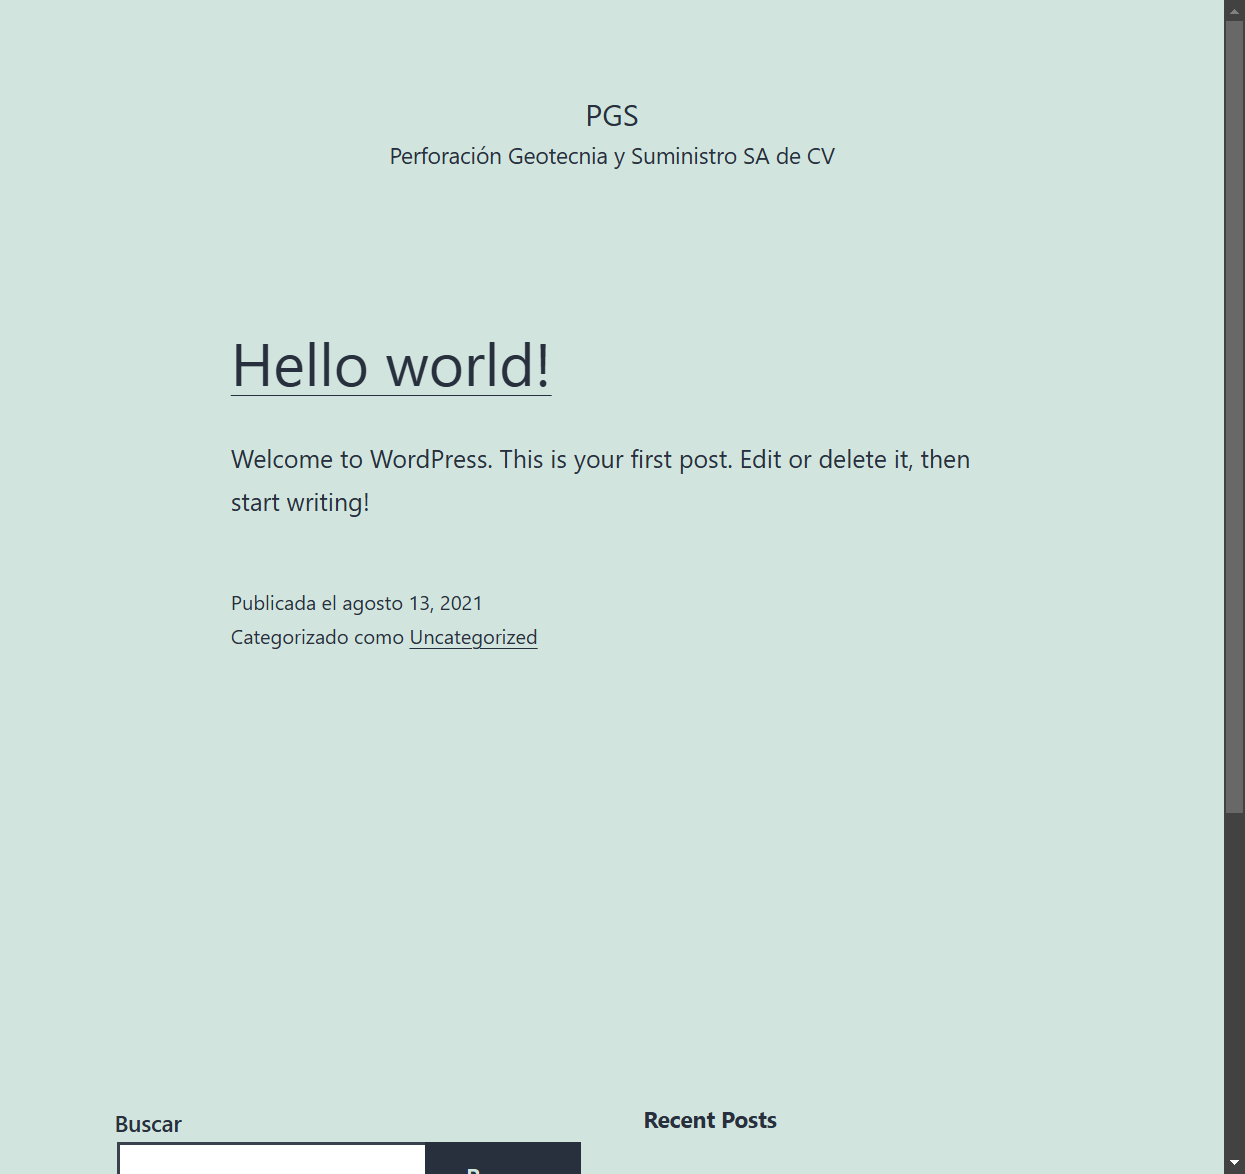 PGS
Perforación Geotecnia y Suministro SA de CV
Hello world!
Welcome to WordPress. This is your first post. Edit or delete it, then
start writing!
Publicada el agosto 13, 2021
Categorizado como Uncategorized
Buscar
Recent Posts